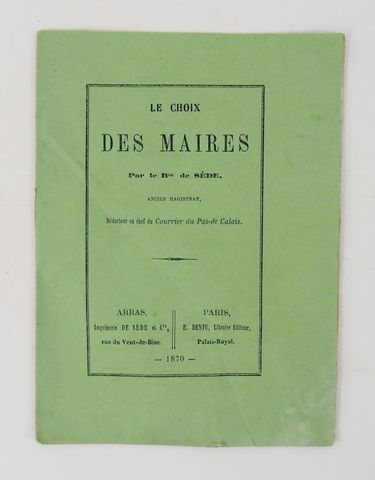 LE CHOIX
DES MAIRES
Par le Bon de SÈDE,
ANCIEN MAGISTRAT,
Rédacteur en chef du Courrier du Pas-de Calais.
ARRAS,
Imprimerie DE SÈDE et Cie,
rue du Vent-de-Bise.
PARIS,
E. DENTU, Libraire Editeur,
Palais-Royal.
— 1870 —